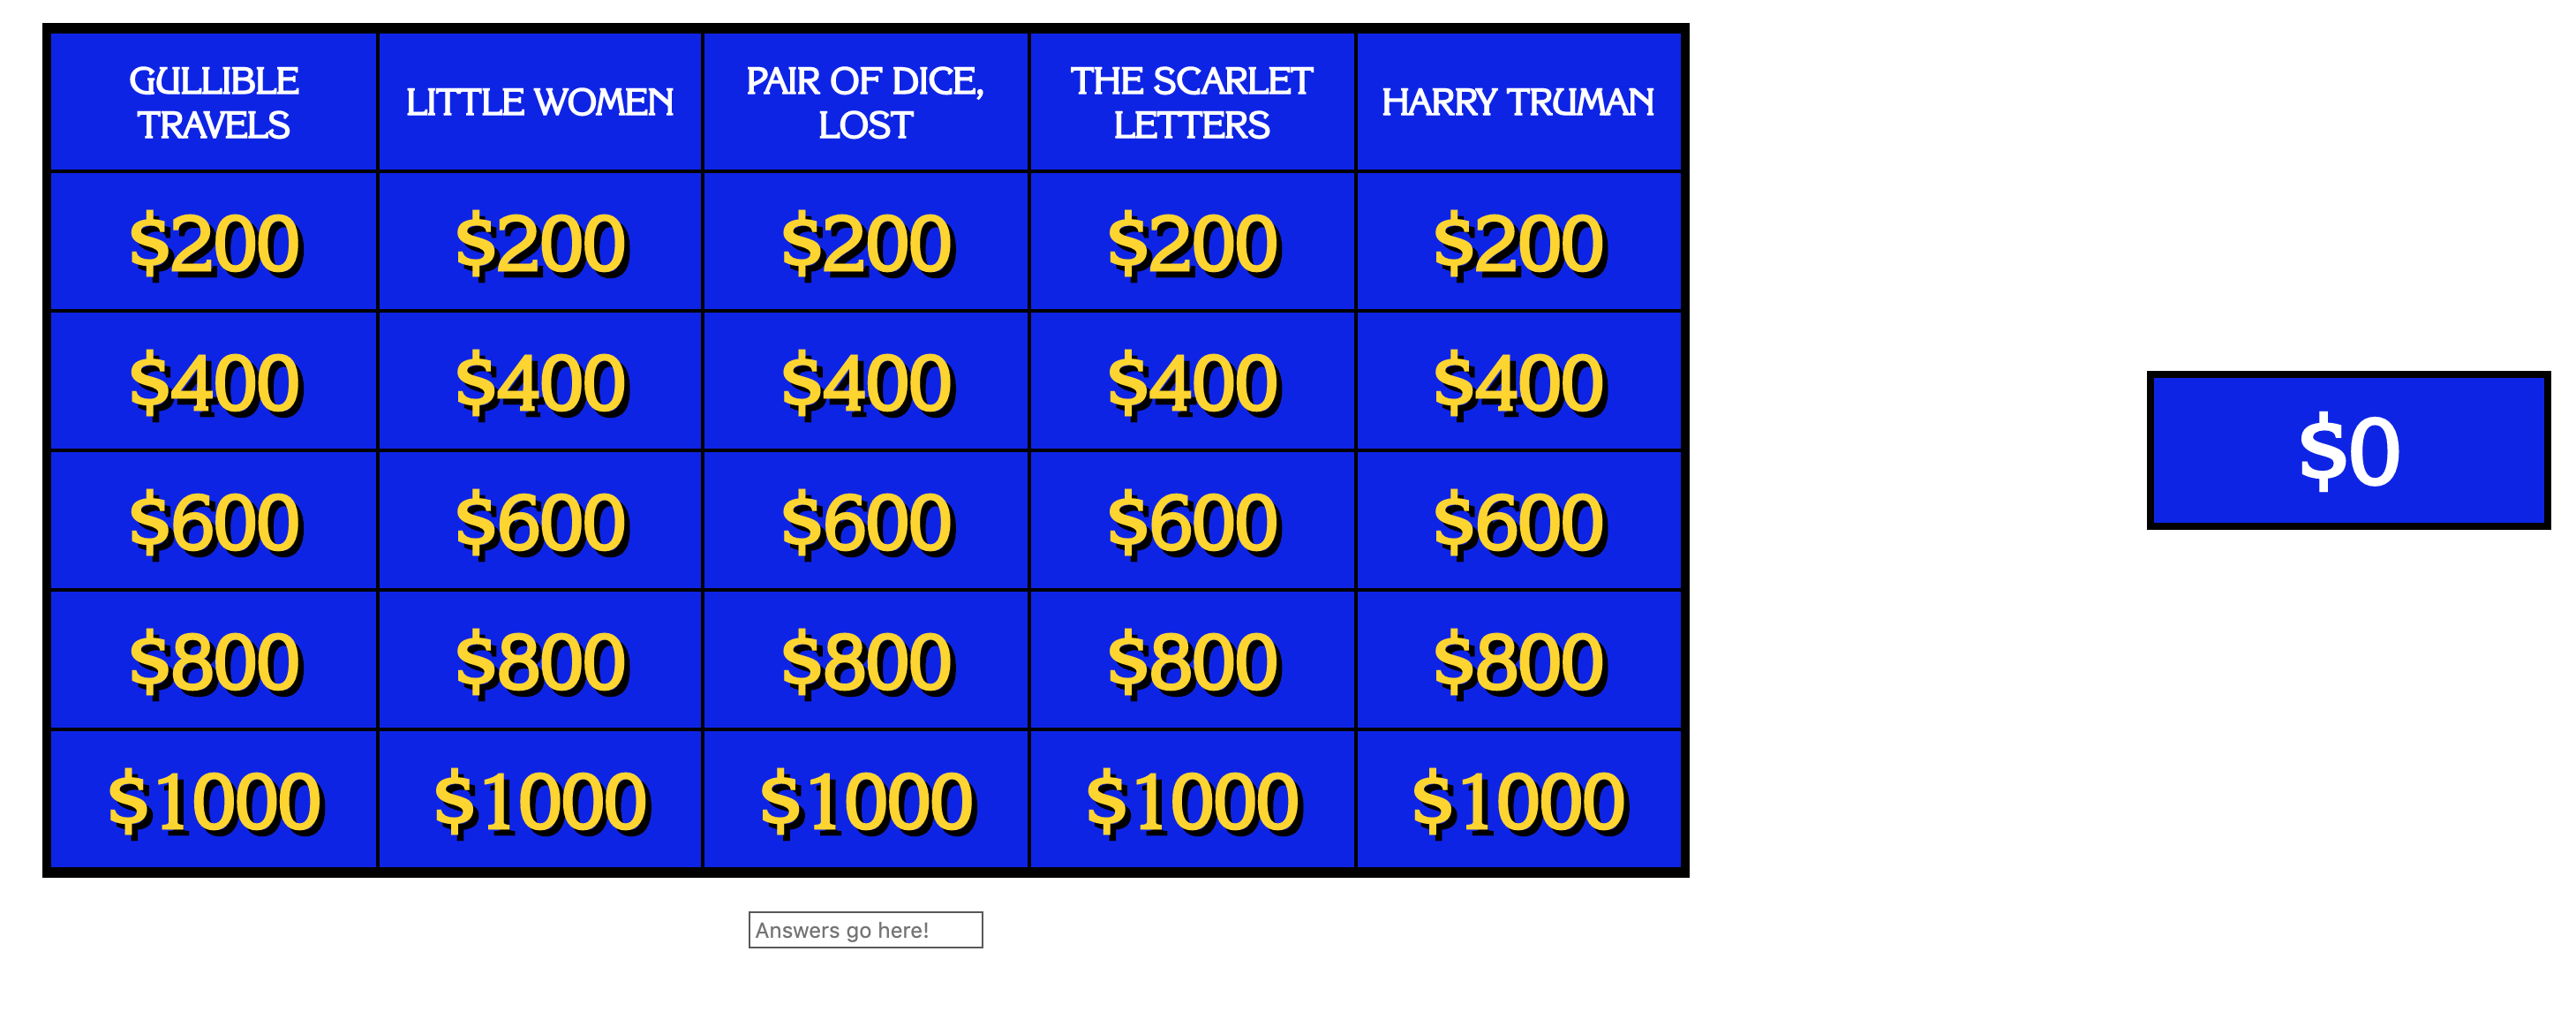 GULLIBLE
TRAVELS
LITTLE WOMEN
PAIR OF DICE,
LOST
THE SCARLET
LETTERS
HARRY TRUMAN
$200 $200 $200 $200 $200
$400 $400 $400 $400 $400
$600 $600 $600 $600 $600
$800 $800 $800 $800 $800
$1000 $1000 $1000 $1000 $1000
$0
Answers go here!